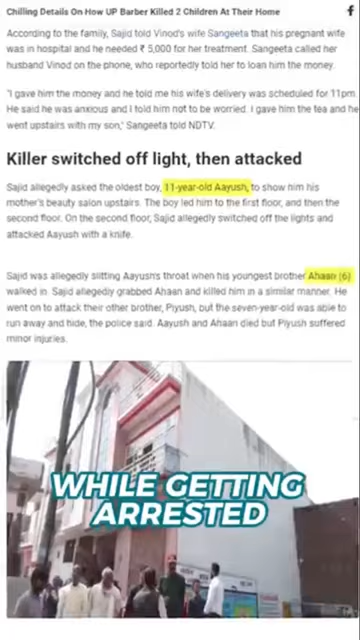 Chilling Details On How UP Barber Killed 2 Children At Their Home
According to the family, Sajid told Vinod's wife Sangeeta that his pregnant wife
was in hospital and he needed ₹ 5,000 for her treatment. Sangeeta called her
husband Vinod on the phone, who reportedly told her to loan him the money.
"I gave him the money and he told me his wife's delivery was scheduled for 11pm.
He said he was anxious and I told him not to be worried. I gave him the tea and he
went upstairs with my son," Sangeeta told NDTV.
Killer switched off light, then attacked
Sajid allegedly asked the oldest boy, 11-year-old Aayush, to show him his
mother's beauty salon upstairs. The boy led him to the first floor, and then the
second floor. On the second floor, Sajid allegedly switched off the lights and
attacked Aayush with a knife.
Sajid was allegedly slitting Aayush's throat when his youngest brother Ahaan (6)
walked in. Sajid allegedly grabbed Ahaan and killed him in a similar manner. He
went on to attack their other brother, Piyush, but the seven-year-old was able to
run away and hide, the police said. Aayush and Ahaan died but Piyush suffered
minor injuries.
WHILE GETTING
ARRESTED